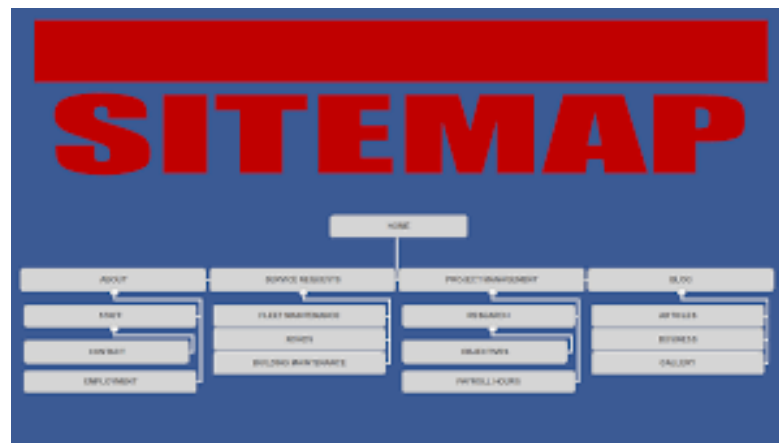 SITEMAP
HOME
ABOUT
SERVICE REQUESTS
PROJECT MANAGEMENT
BLOG
STAFF
FLEET MAINTENANCE
RESEARCH
ARTICLES
CONTACT
OBJECTIVES
BUSINESS
BUILDING MAINTENANCE
GALLERY
EMPLOYMENT
PAYROLL HOURS